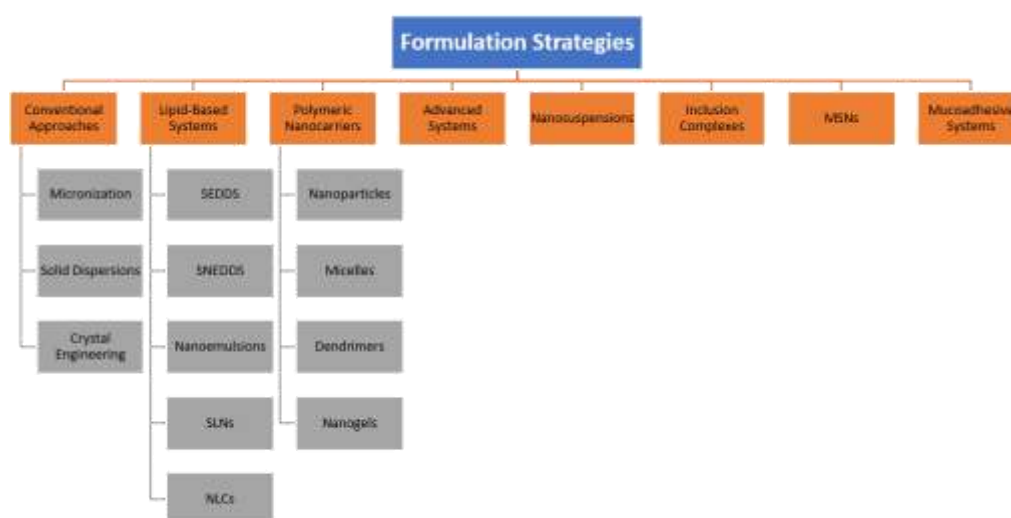 Formulation Strategies
Conventional
Approaches
Lipid-Based
Systems
Polymeric
Nanocarriers
Advanced
Systems
Nanosuspensions
Inclusion
Complexes
MSNs
Mucoadhesive
Systems
Micronization
SEDDS
Nanoparticles
Solid Dispersions
SNEDDS
Micelles
Crystal
Engineering
Nanoemulsions
Dendrimers
SLNs
Nanogels
NLCs